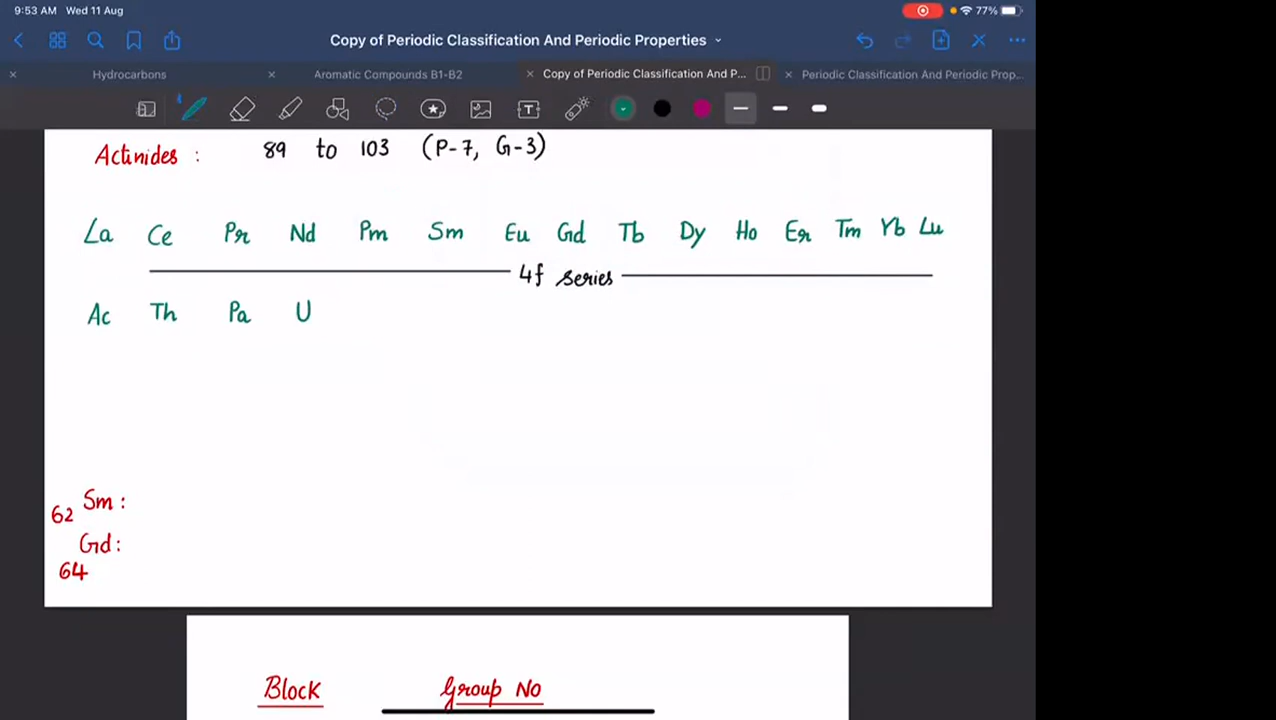 9:53 AM Wed 11 Aug
77%
Copy of Periodic Classification And Periodic Properties
Hydrocarbons
Aromatic Compounds B1-B2
Copy of Periodic Classification And P...
Periodic Classification And Periodic Prop...
Actinides : 89 to 103 (P-7, G-3)
La Ce Pr Nd Pm Sm Eu Gd Tb Dy Ho Er Tm Yb Lu
4f series
Ac Th Pa U
62 Sm :
Gd :
64
Block Group No